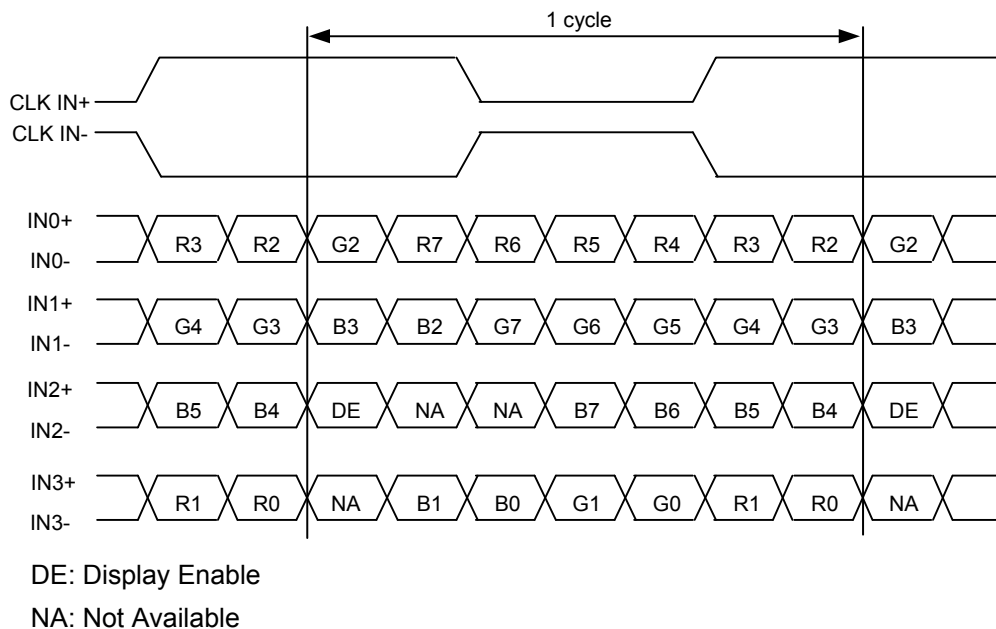 1 cycle
CLK IN+
CLK IN-
IN0+
R3 R2 G2 R7 R6 R5 R4 R3 R2 G2
IN0-
IN1+
G4 G3 B3 B2 G7 G6 G5 G4 G3 B3
IN1-
IN2+
B5 B4 DE NA NA B7 B6 B5 B4 DE
IN2-
IN3+
R1 R0 NA B1 B0 G1 G0 R1 R0 NA
IN3-
DE: Display Enable
NA: Not Available